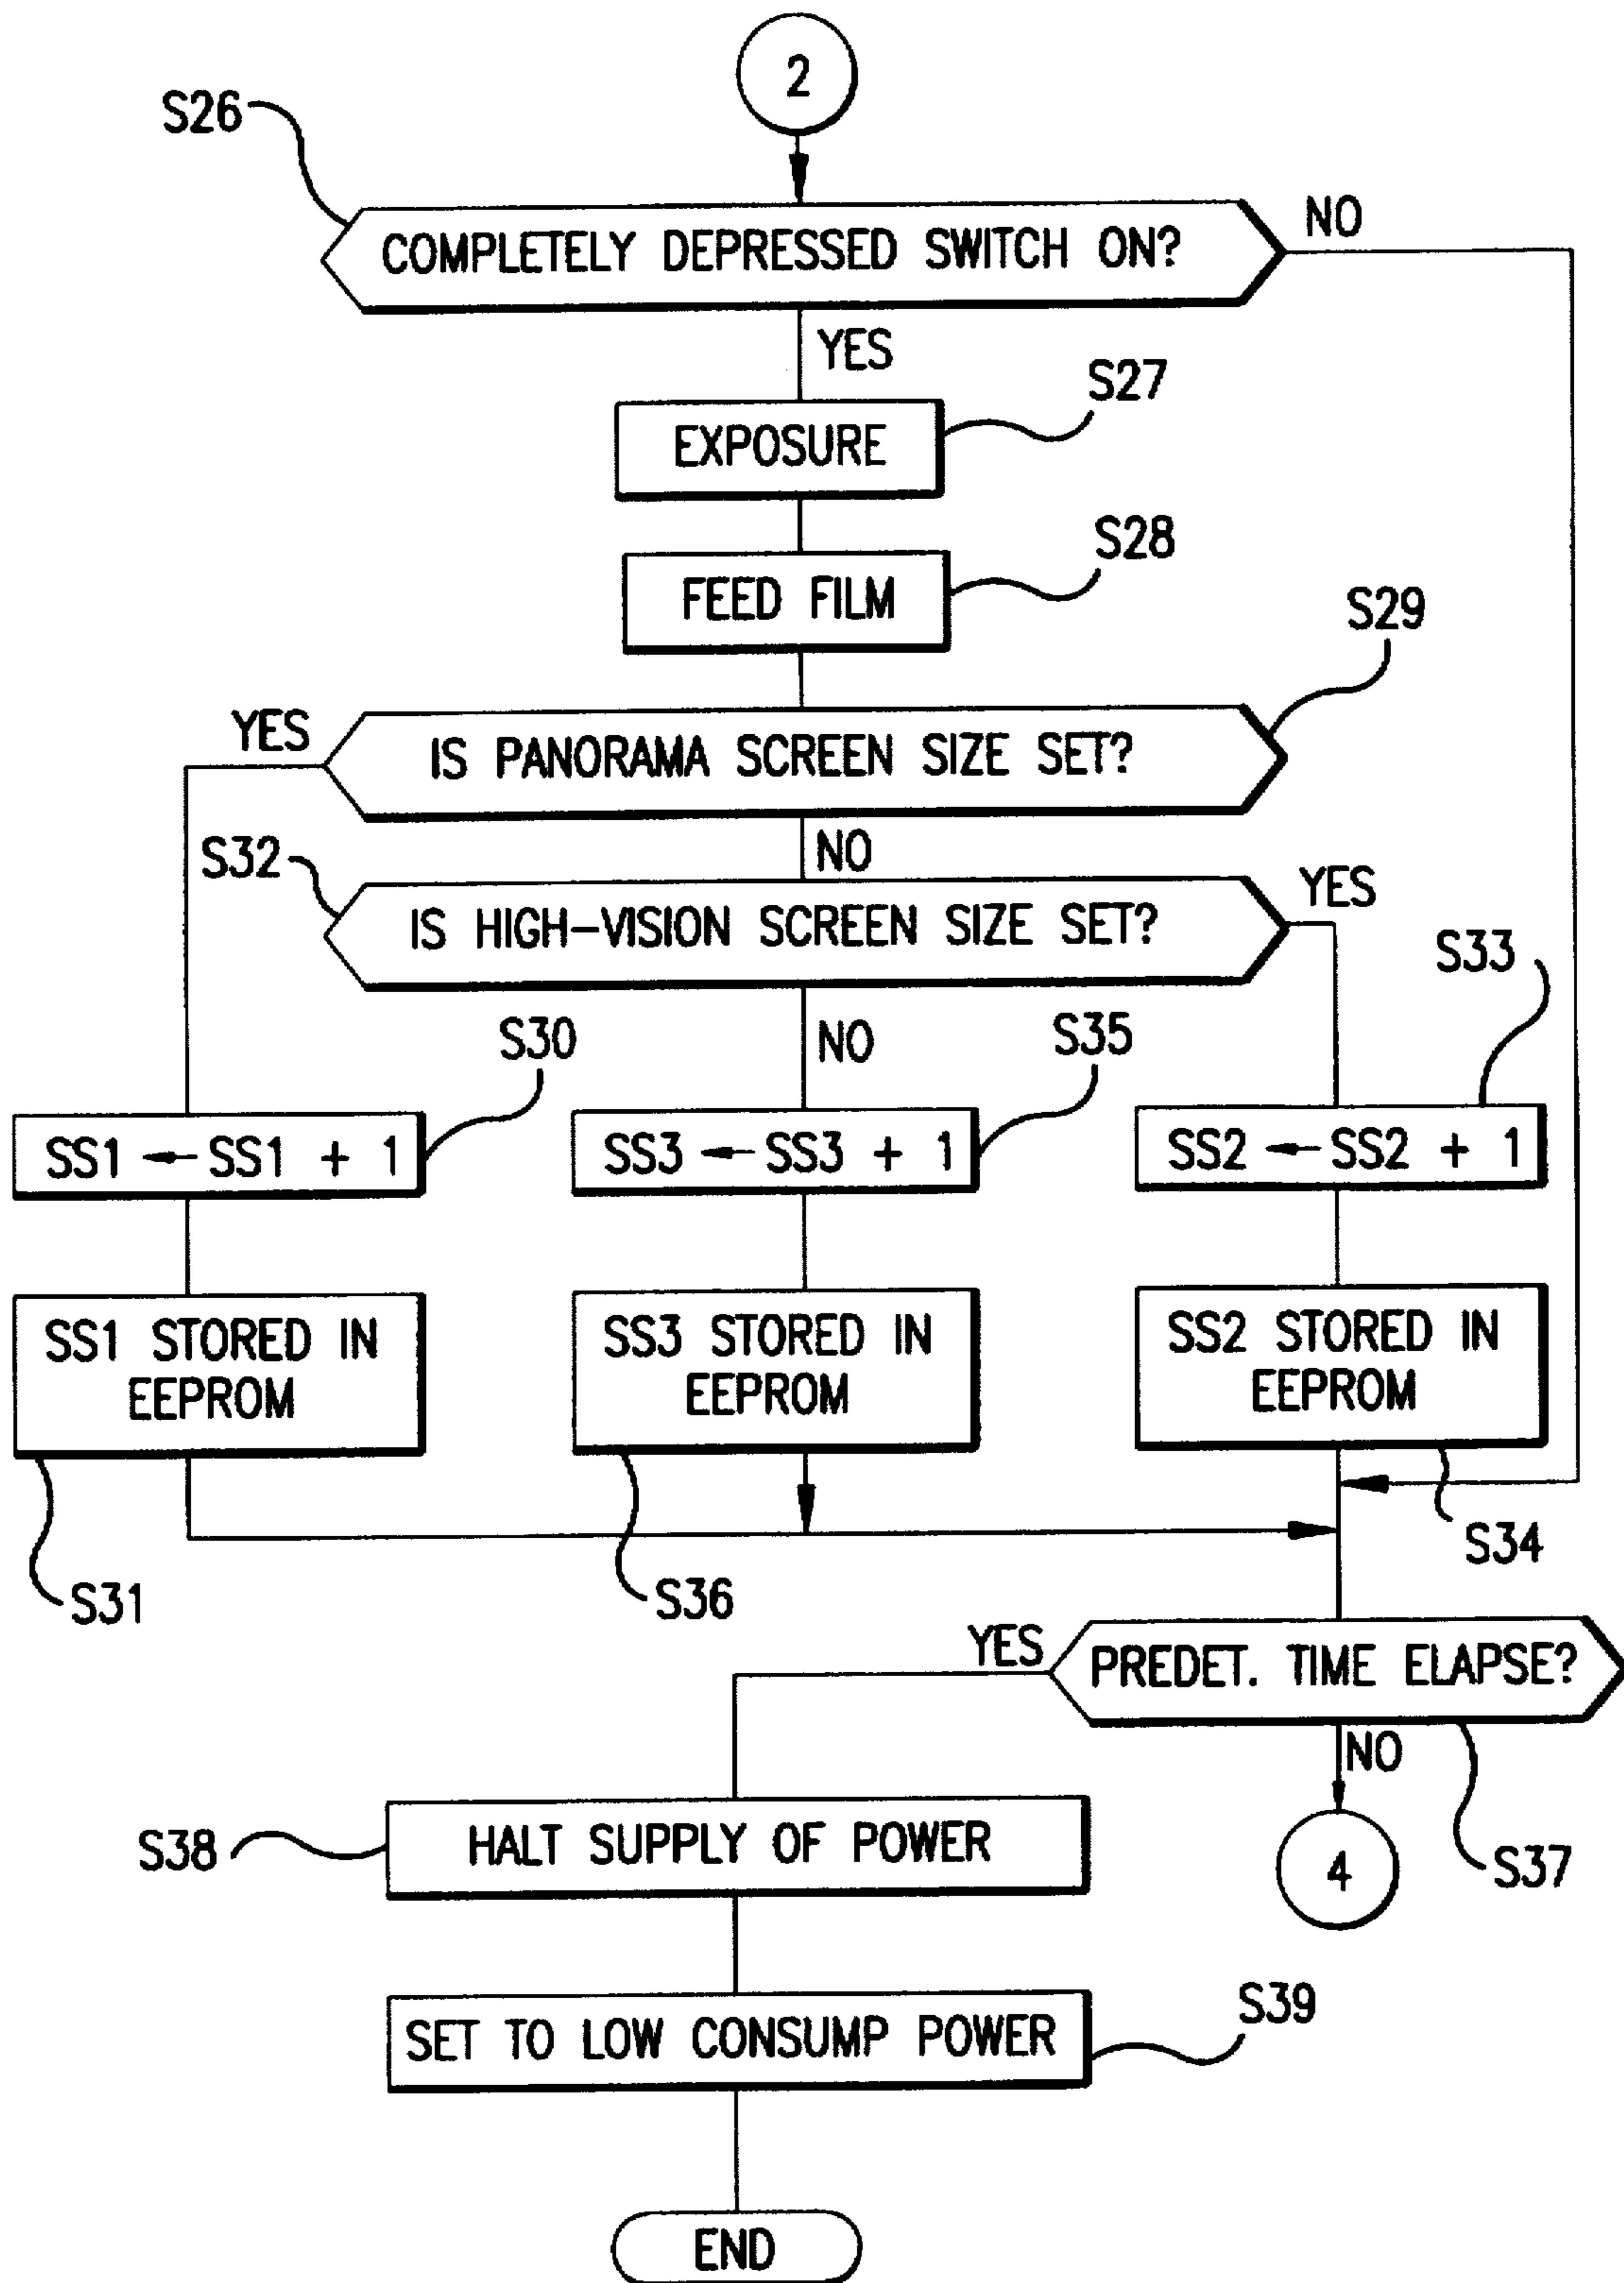 2
S26
COMPLETELY DEPRESSED SWITCH ON?
NO
YES
S27
EXPOSURE
S28
FEED FILM
S29
YES
IS PANORAMA SCREEN SIZE SET?
NO
S32
YES
IS HIGH-VISION SCREEN SIZE SET?
S33
S30
NO
S35
SS1 ← SS1 + 1
SS3 ← SS3 + 1
SS2 ← SS2 + 1
SS1 STORED IN
EEPROM
SS3 STORED IN
EEPROM
SS2 STORED IN
EEPROM
S34
S31
S36
YES
PREDET. TIME ELAPSE?
NO
S38
HALT SUPPLY OF POWER
4
S37
S39
SET TO LOW CONSUMP POWER
END